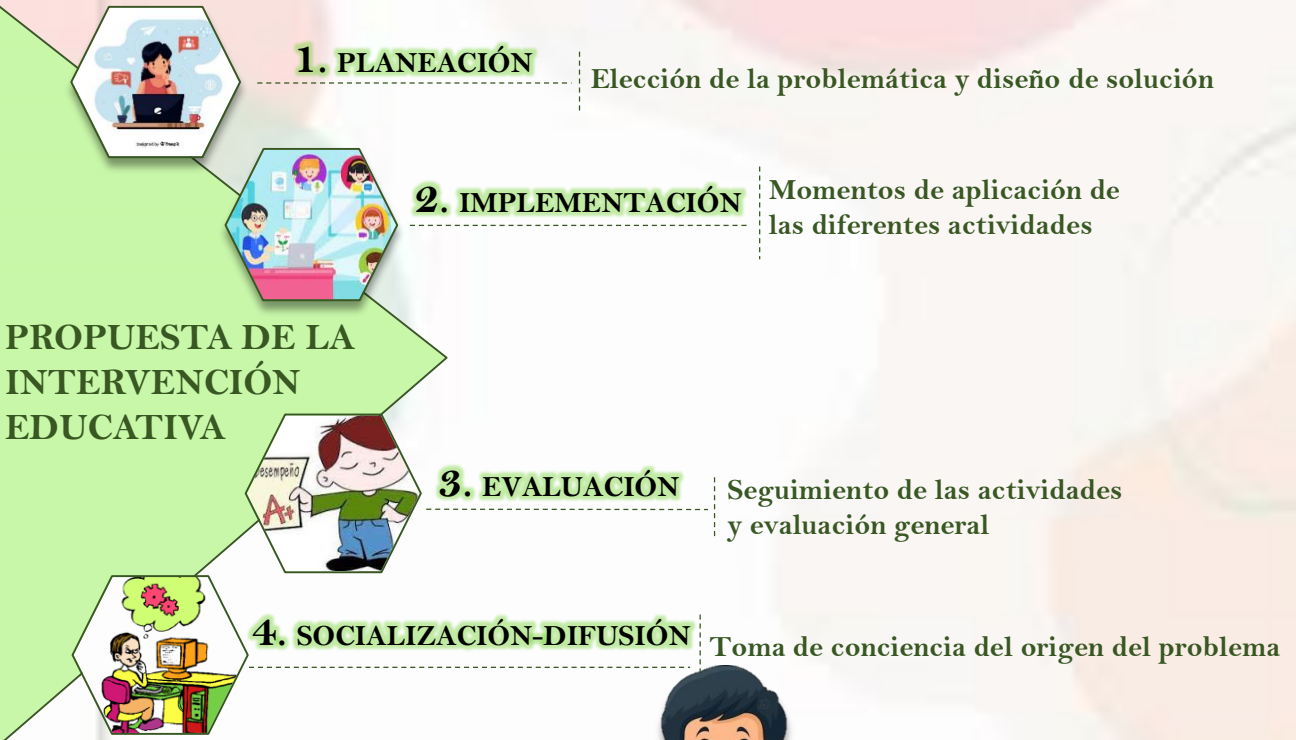 1. PLANEACIÓN
Elección de la problemática y diseño de solución
2. IMPLEMENTACIÓN
Momentos de aplicación de
las diferentes actividades
PROPUESTA DE LA
INTERVENCIÓN
EDUCATIVA
esempeño
A+
3. EVALUACIÓN
Seguimiento de las actividades
y evaluación general
4. SOCIALIZACIÓN-DIFUSIÓN
Toma de conciencia del origen del problema